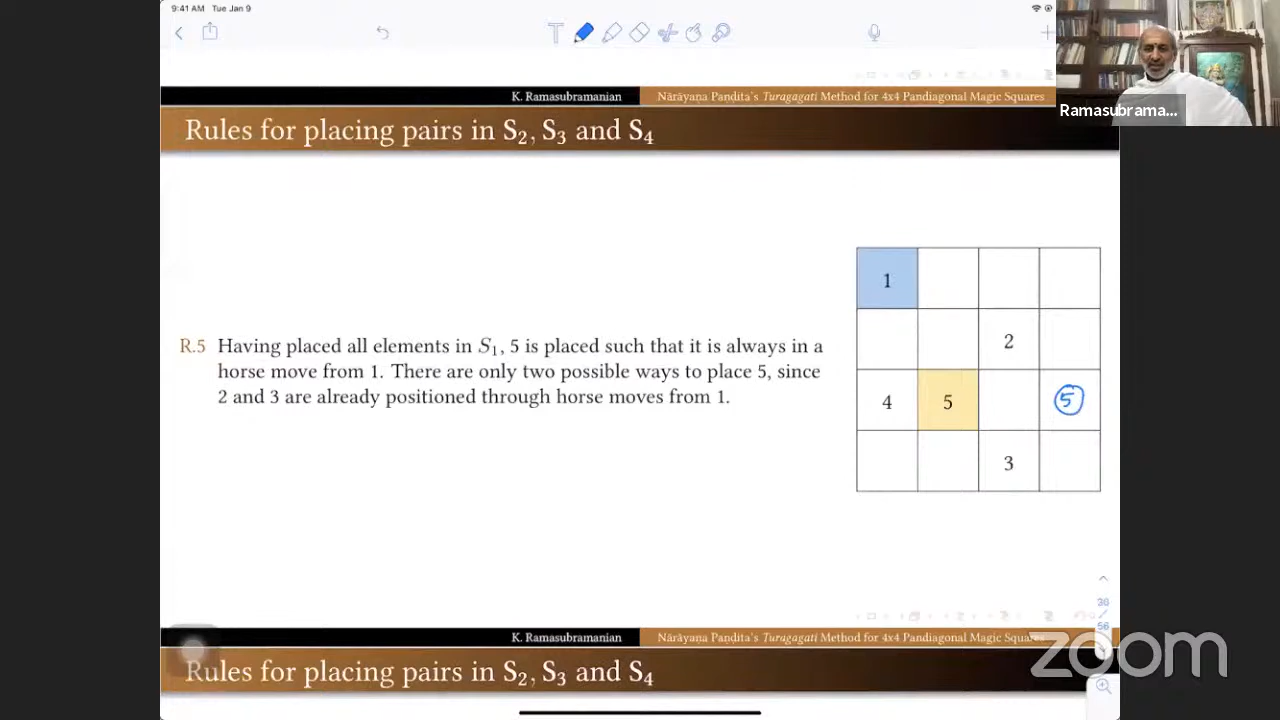 9:41 AM Tue Jan 9
K. Ramasubramanian Nārāyaṇa Paṇḍita's Turagagati Method for 4x4 Pandiagonal Magic Squares
Ramasubrama...
Rules for placing pairs in S₂, S₃ and S₄
1
R.5 Having placed all elements in S₁, 5 is placed such that it is always in a
horse move from 1. There are only two possible ways to place 5, since
2 and 3 are already positioned through horse moves from 1.
2
4 5 5
3
36
/
56
K. Ramasubramanian Nārāyaṇa Paṇḍita's Turagagati Method for 4x4 Pandiagonal Magic Squares
zoom
Rules for placing pairs in S₂, S₃ and S₄